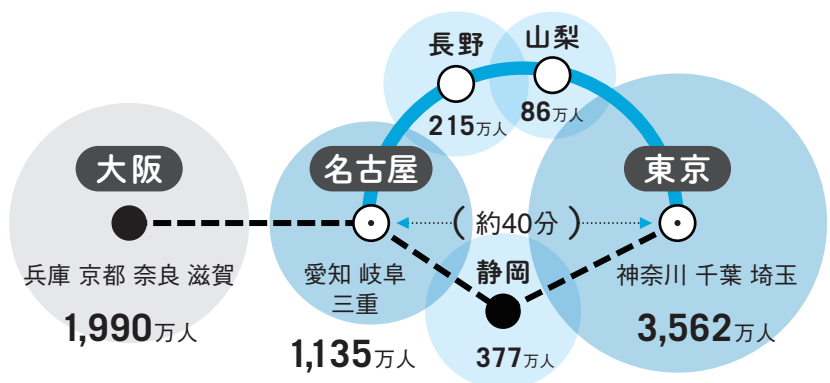 長野
215万人
山梨
86万人
大阪
兵庫 京都 奈良 滋賀
1,990万人
名古屋
愛知 岐阜
三重
1,135万人
( 約40分 )
静岡
377万人
東京
神奈川 千葉 埼玉
3,562万人